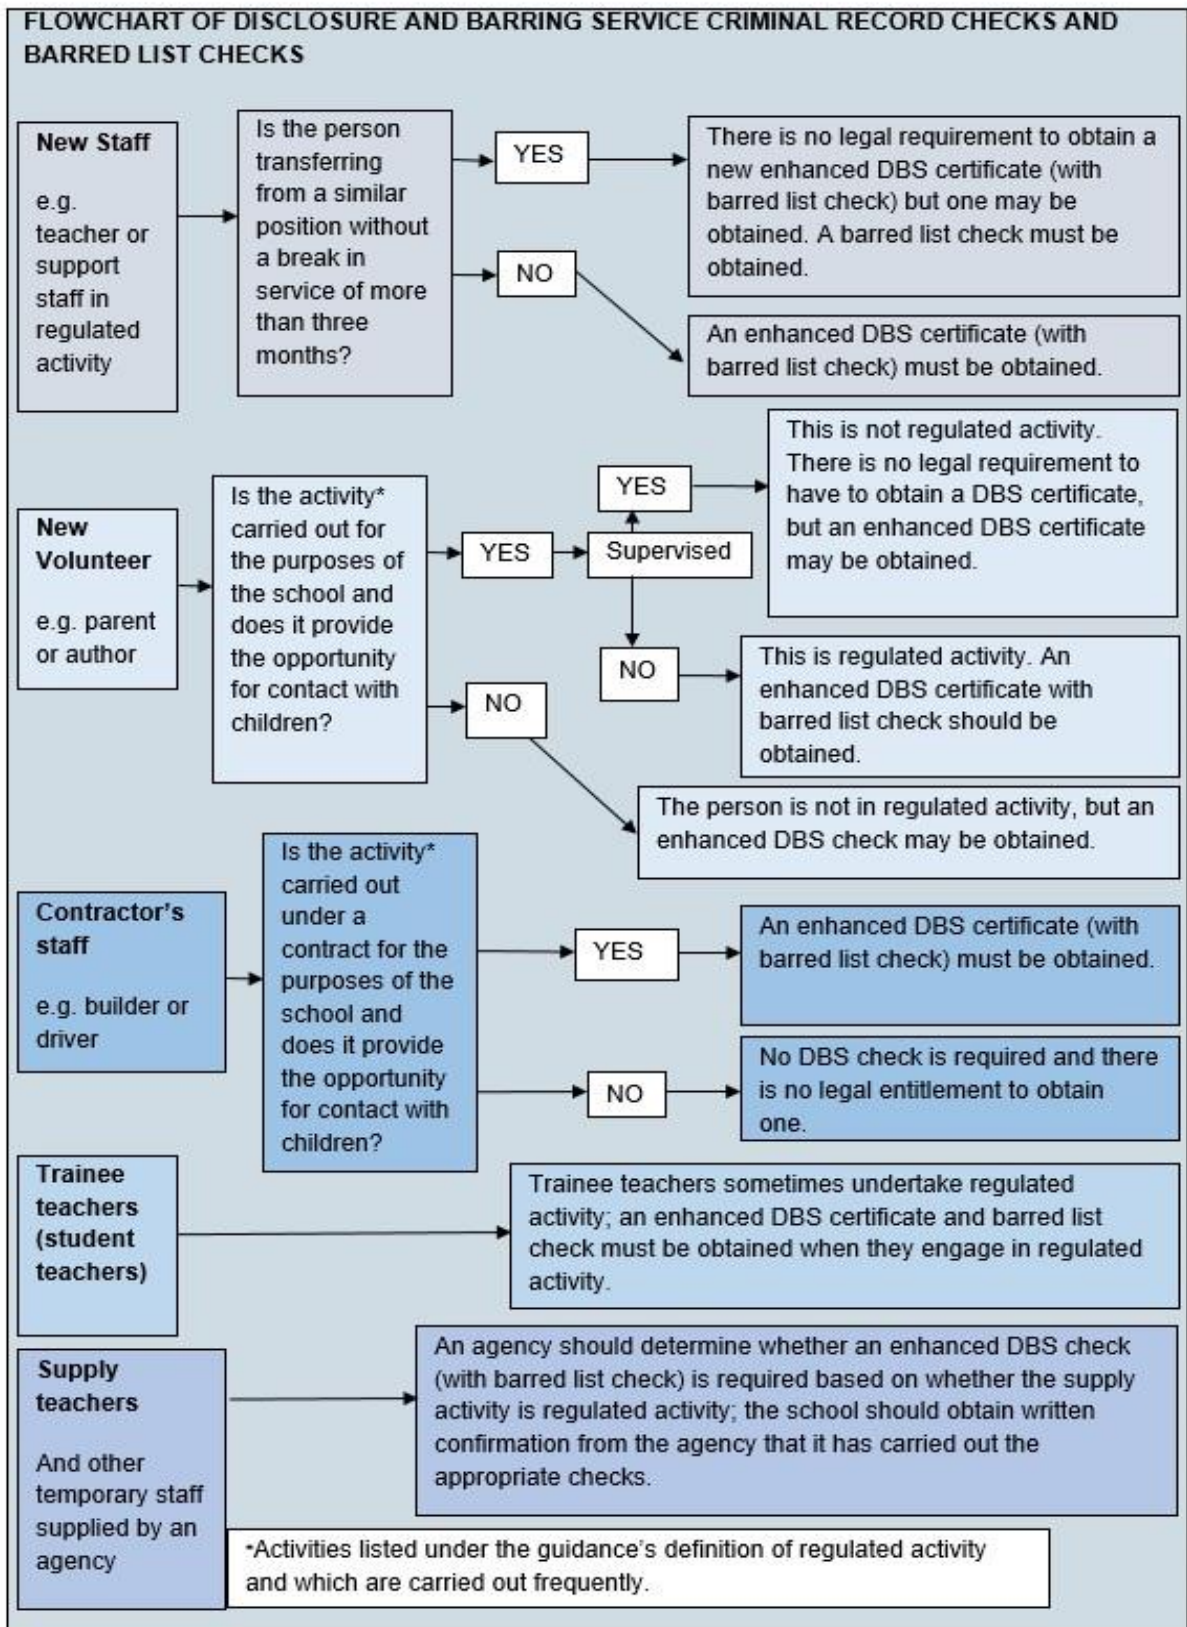 FLOWCHART OF DISCLOSURE AND BARRING SERVICE CRIMINAL RECORD CHECKS AND
BARRED LIST CHECKS
New Staff
e.g.
teacher or
support
staff in
regulated
activity
Is the person
transferring
from a similar
position without
a break in
service of more
than three
months?
YES
There is no legal requirement to obtain a
new enhanced DBS certificate (with
barred list check) but one may be
obtained. A barred list check must be
obtained.
NO
An enhanced DBS certificate (with
barred list check) must be obtained.
New
Volunteer
e.g. parent
or author
Is the activity*
carried out for
the purposes of
the school and
does it provide
the opportunity
for contact with
children?
YES
Supervised
YES
This is not regulated activity.
There is no legal requirement to
have to obtain a DBS certificate,
but an enhanced DBS certificate
may be obtained.
NO
This is regulated activity. An
enhanced DBS certificate with
barred list check should be
obtained.
NO
The person is not in regulated activity, but an
enhanced DBS check may be obtained.
Contractor's
staff
e.g. builder or
driver
Is the activity*
carried out
under a
contract for the
purposes of the
school and
does it provide
the opportunity
for contact with
children?
YES
An enhanced DBS certificate (with
barred list check) must be obtained.
NO
No DBS check is required and there
is no legal entitlement to obtain
one.
Trainee
teachers
(student
teachers)
Trainee teachers sometimes undertake regulated
activity; an enhanced DBS certificate and barred list
check must be obtained when they engage in regulated
activity.
Supply
teachers
And other
temporary staff
supplied by an
agency
An agency should determine whether an enhanced DBS check
(with barred list check) is required based on whether the supply
activity is regulated activity; the school should obtain written
confirmation from the agency that it has carried out the
appropriate checks.
*Activities listed under the guidance's definition of regulated activity
and which are carried out frequently.